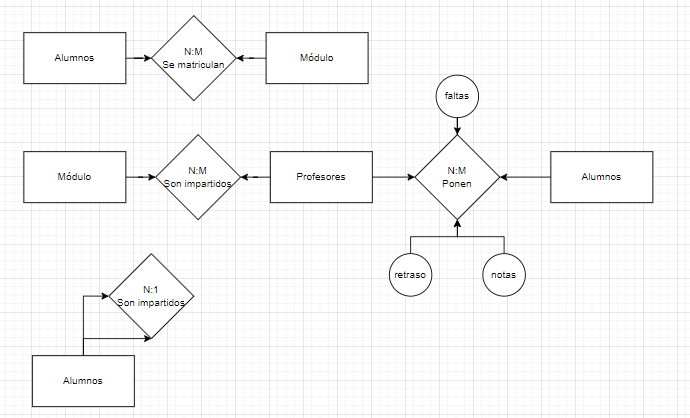 Alumnos
N:M
Se matriculan
Módulo
faltas
Módulo
N:M
Son impartidos
Profesores
N:M
Ponen
Alumnos
retraso
notas
N:1
Son impartidos
Alumnos